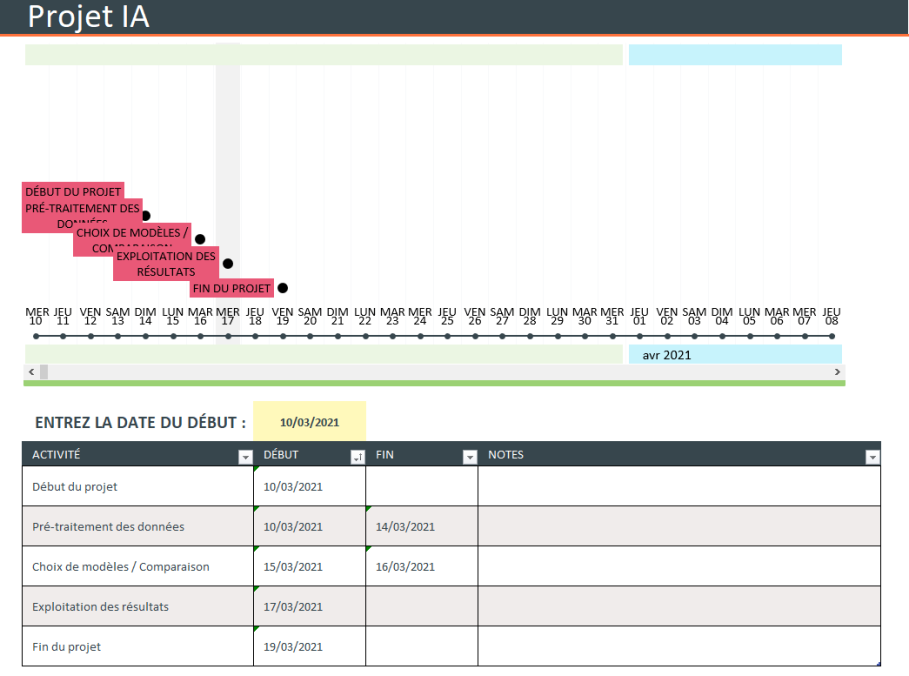 Projet IA
DÉBUT DU PROJET
PRÉ-TRAITEMENT DES
DONNÉES
CHOIX DE MODÈLES /
COMPARAISON
EXPLOITATION DES
RÉSULTATS
FIN DU PROJET
MER JEU VEN SAM DIM LUN MAR MER JEU VEN SAM DIM LUN MAR MER JEU VEN SAM DIM LUN MAR MER JEU VEN SAM DIM LUN MAR MER JEU
10 11 12 13 14 15 16 17 18 19 20 21 22 23 24 25 26 27 28 29 30 31 01 02 03 04 05 06 07 08
avr 2021
ENTREZ LA DATE DU DÉBUT : 10/03/2021
ACTIVITÉ DÉBUT FIN NOTES
Début du projet 10/03/2021
Pré-traitement des données 10/03/2021 14/03/2021
Choix de modèles / Comparaison 15/03/2021 16/03/2021
Exploitation des résultats 17/03/2021
Fin du projet 19/03/2021